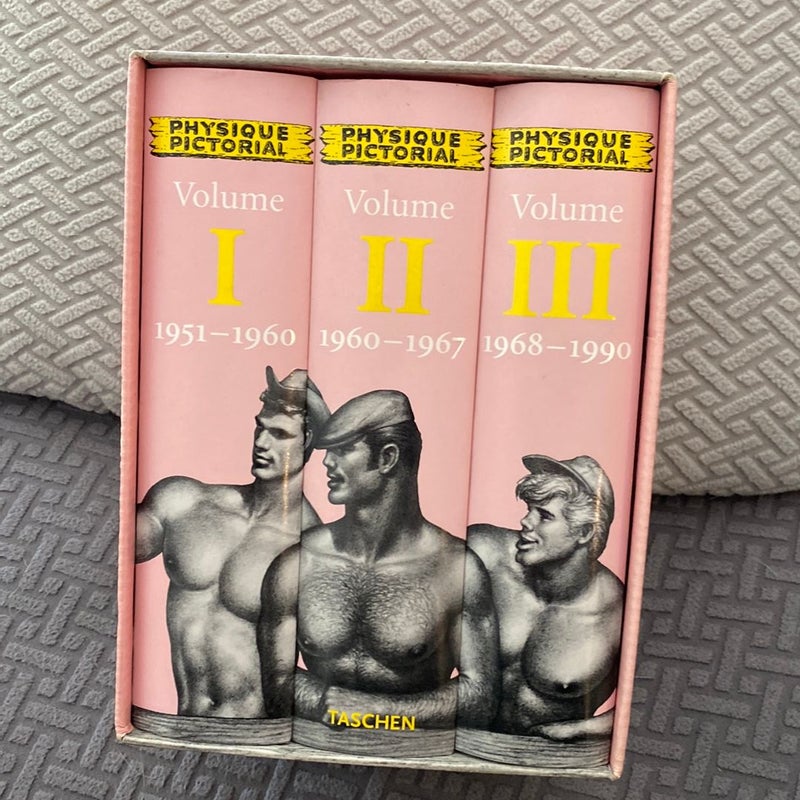 PHYSIQUE
PICTORIAL
Volume
I
1951–1960
PHYSIQUE
PICTORIAL
Volume
II
1960–1967
TASCHEN
PHYSIQUE
PICTORIAL
Volume
III
1968–1990